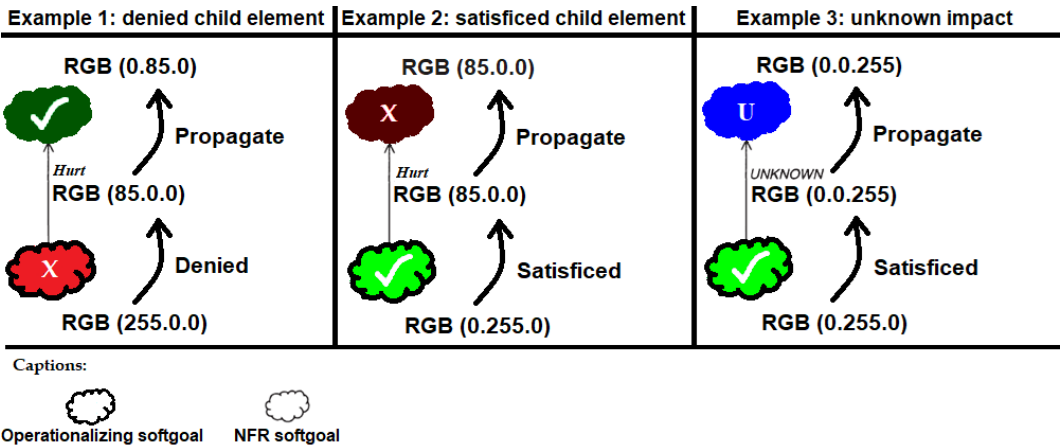 Example 1: denied child element
Example 2: satisficed child element
Example 3: unknown impact
RGB (0.85.0)
Propagate
Hurt
RGB (85.0.0)
X
Denied
RGB (255.0.0)
RGB (85.0.0)
X
Propagate
Hurt
RGB (85.0.0)
Satisficed
RGB (0.255.0)
RGB (0.0.255)
U
Propagate
UNKNOWN
RGB (0.0.255)
Satisficed
RGB (0.255.0)
Captions:
Operationalizing softgoal
NFR softgoal